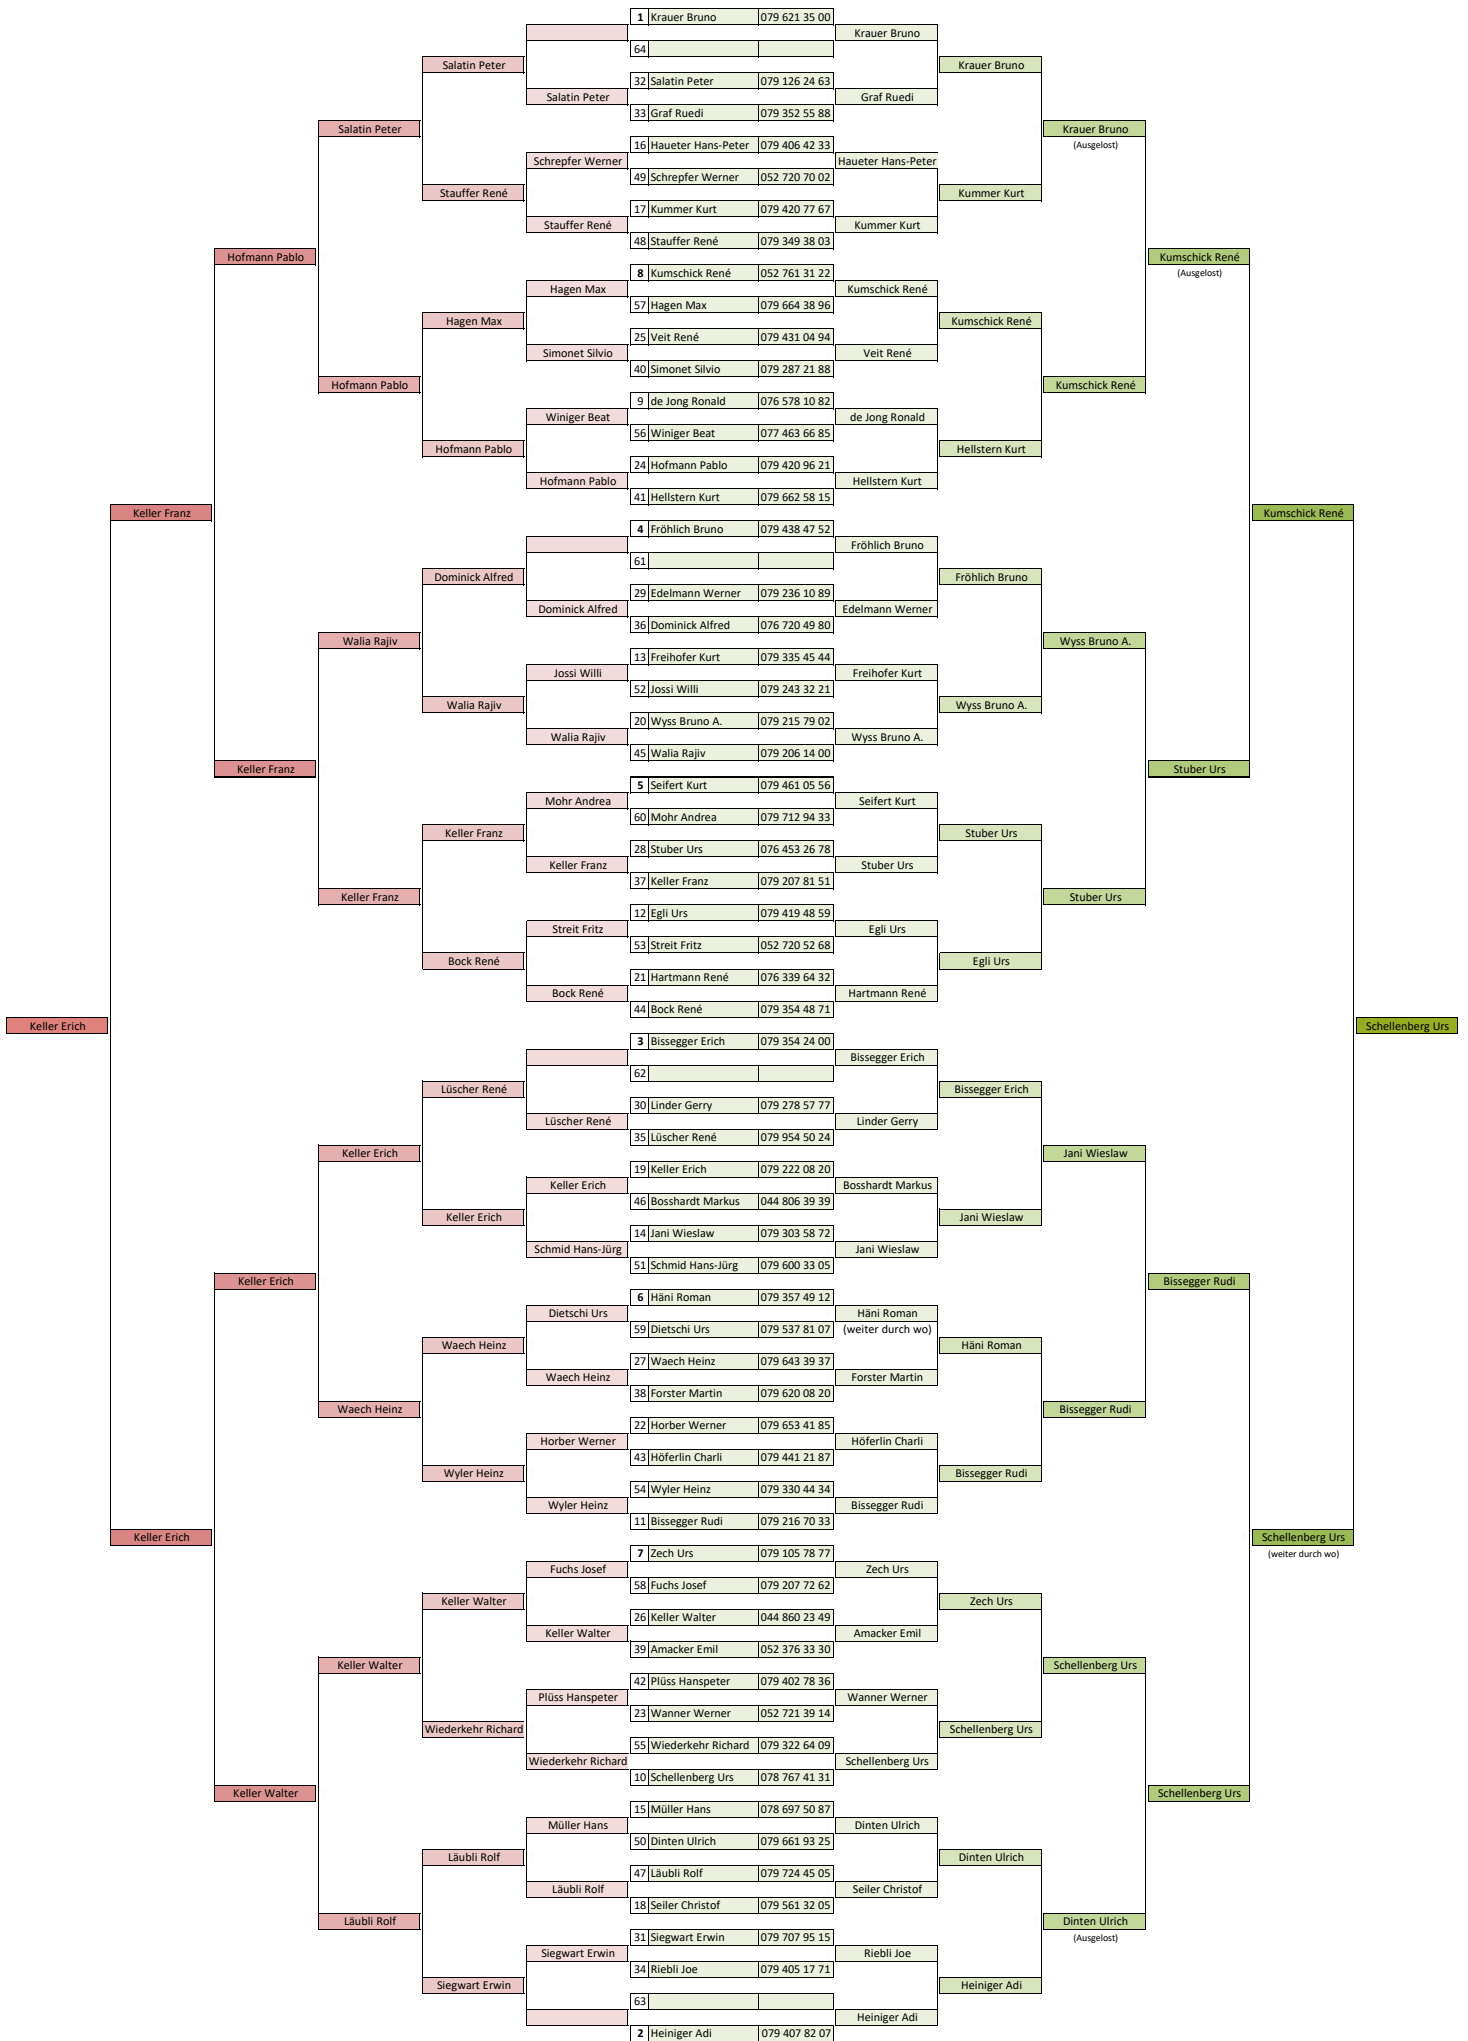 1 Krauer Bruno 079 621 35 00
Krauer Bruno
64
Salatin Peter Krauer Bruno
32 Salatin Peter 079 126 24 63
Salatin Peter Graf Ruedi
33 Graf Ruedi 079 352 55 88
Salatin Peter Krauer Bruno
16 Haueter Hans-Peter 079 406 42 33 (Ausgelost)
Schrepfer Werner Haueter Hans-Peter
49 Schrepfer Werner 052 720 70 02
Stauffer René Kummer Kurt
17 Kummer Kurt 079 420 77 67
Stauffer René Kummer Kurt
48 Stauffer René 079 349 38 03
Hofmann Pablo Kumschick René
8 Kumschick René 052 761 31 22 (Ausgelost)
Hagen Max Kumschick René
57 Hagen Max 079 664 38 96
Hagen Max Kumschick René
25 Veit René 079 431 04 94
Simonet Silvio Veit René
40 Simonet Silvio 079 287 21 88
Hofmann Pablo Kumschick René
9 de Jong Ronald 076 578 10 82
Winiger Beat de Jong Ronald
56 Winiger Beat 077 463 66 85
Hofmann Pablo Hellstern Kurt
24 Hofmann Pablo 079 420 96 21
Hofmann Pablo Hellstern Kurt
41 Hellstern Kurt 079 662 58 15
Keller Franz Kumschick René
4 Fröhlich Bruno 079 438 47 52
Fröhlich Bruno
61
Dominick Alfred Fröhlich Bruno
29 Edelmann Werner 079 236 10 89
Dominick Alfred Edelmann Werner
36 Dominick Alfred 076 720 49 80
Walia Rajiv Wyss Bruno A.
13 Freihofer Kurt 079 335 45 44
Jossi Willi Freihofer Kurt
52 Jossi Willi 079 243 32 21
Walia Rajiv Wyss Bruno A.
20 Wyss Bruno A. 079 215 79 02
Walia Rajiv Wyss Bruno A.
45 Walia Rajiv 079 206 14 00
Keller Franz Stuber Urs
5 Seifert Kurt 079 461 05 56
Mohr Andrea Seifert Kurt
60 Mohr Andrea 079 712 94 33
Keller Franz Stuber Urs
28 Stuber Urs 076 453 26 78
Keller Franz Stuber Urs
37 Keller Franz 079 207 81 51
Keller Franz Stuber Urs
12 Egli Urs 079 419 48 59
Streit Fritz Egli Urs
53 Streit Fritz 052 720 52 68
Bock René Egli Urs
21 Hartmann René 076 339 64 32
Bock René Hartmann René
44 Bock René 079 354 48 71
Keller Erich Schellenberg Urs
3 Bissegger Erich 079 354 24 00
Bissegger Erich
62
Lüscher René Bissegger Erich
30 Linder Gerry 079 278 57 77
Lüscher René Linder Gerry
35 Lüscher René 079 954 50 24
Keller Erich Jani Wieslaw
19 Keller Erich 079 222 08 20
Keller Erich Bosshardt Markus
46 Bosshardt Markus 044 806 39 39
Keller Erich Jani Wieslaw
14 Jani Wieslaw 079 303 58 72
Schmid Hans-Jürg Jani Wieslaw
51 Schmid Hans-Jürg 079 600 33 05
Keller Erich Bissegger Rudi
6 Häni Roman 079 357 49 12
Dietschi Urs Häni Roman
59 Dietschi Urs 079 537 81 07 (weiter durch wo)
Waech Heinz Häni Roman
27 Waech Heinz 079 643 39 37
Waech Heinz Forster Martin
38 Forster Martin 079 620 08 20
Waech Heinz Bissegger Rudi
22 Horber Werner 079 653 41 85
Horber Werner Höferlin Charli
43 Höferlin Charli 079 441 21 87
Wyler Heinz Bissegger Rudi
54 Wyler Heinz 079 330 44 34
Wyler Heinz Bissegger Rudi
11 Bissegger Rudi 079 216 70 33
Keller Erich Schellenberg Urs
7 Zech Urs 079 105 78 77 (weiter durch wo)
Fuchs Josef Zech Urs
58 Fuchs Josef 079 207 72 62
Keller Walter Zech Urs
26 Keller Walter 044 860 23 49
Keller Walter Amacker Emil
39 Amacker Emil 052 376 33 30
Keller Walter Schellenberg Urs
42 Plüss Hanspeter 079 402 78 36
Plüss Hanspeter Wanner Werner
23 Wanner Werner 052 721 39 14
Wiederkehr Richard Schellenberg Urs
55 Wiederkehr Richard 079 322 64 09
Wiederkehr Richard Schellenberg Urs
10 Schellenberg Urs 078 767 41 31
Keller Walter Schellenberg Urs
15 Müller Hans 078 697 50 87
Müller Hans Dinten Ulrich
50 Dinten Ulrich 079 661 93 25
Läubli Rolf Dinten Ulrich
47 Läubli Rolf 079 724 45 05
Läubli Rolf Seiler Christof
18 Seiler Christof 079 561 32 05
Läubli Rolf Dinten Ulrich
31 Siegwart Erwin 079 707 95 15 (Ausgelost)
Siegwart Erwin Riebli Joe
34 Riebli Joe 079 405 17 71
Siegwart Erwin Heiniger Adi
63
Heiniger Adi
2 Heiniger Adi 079 407 82 07